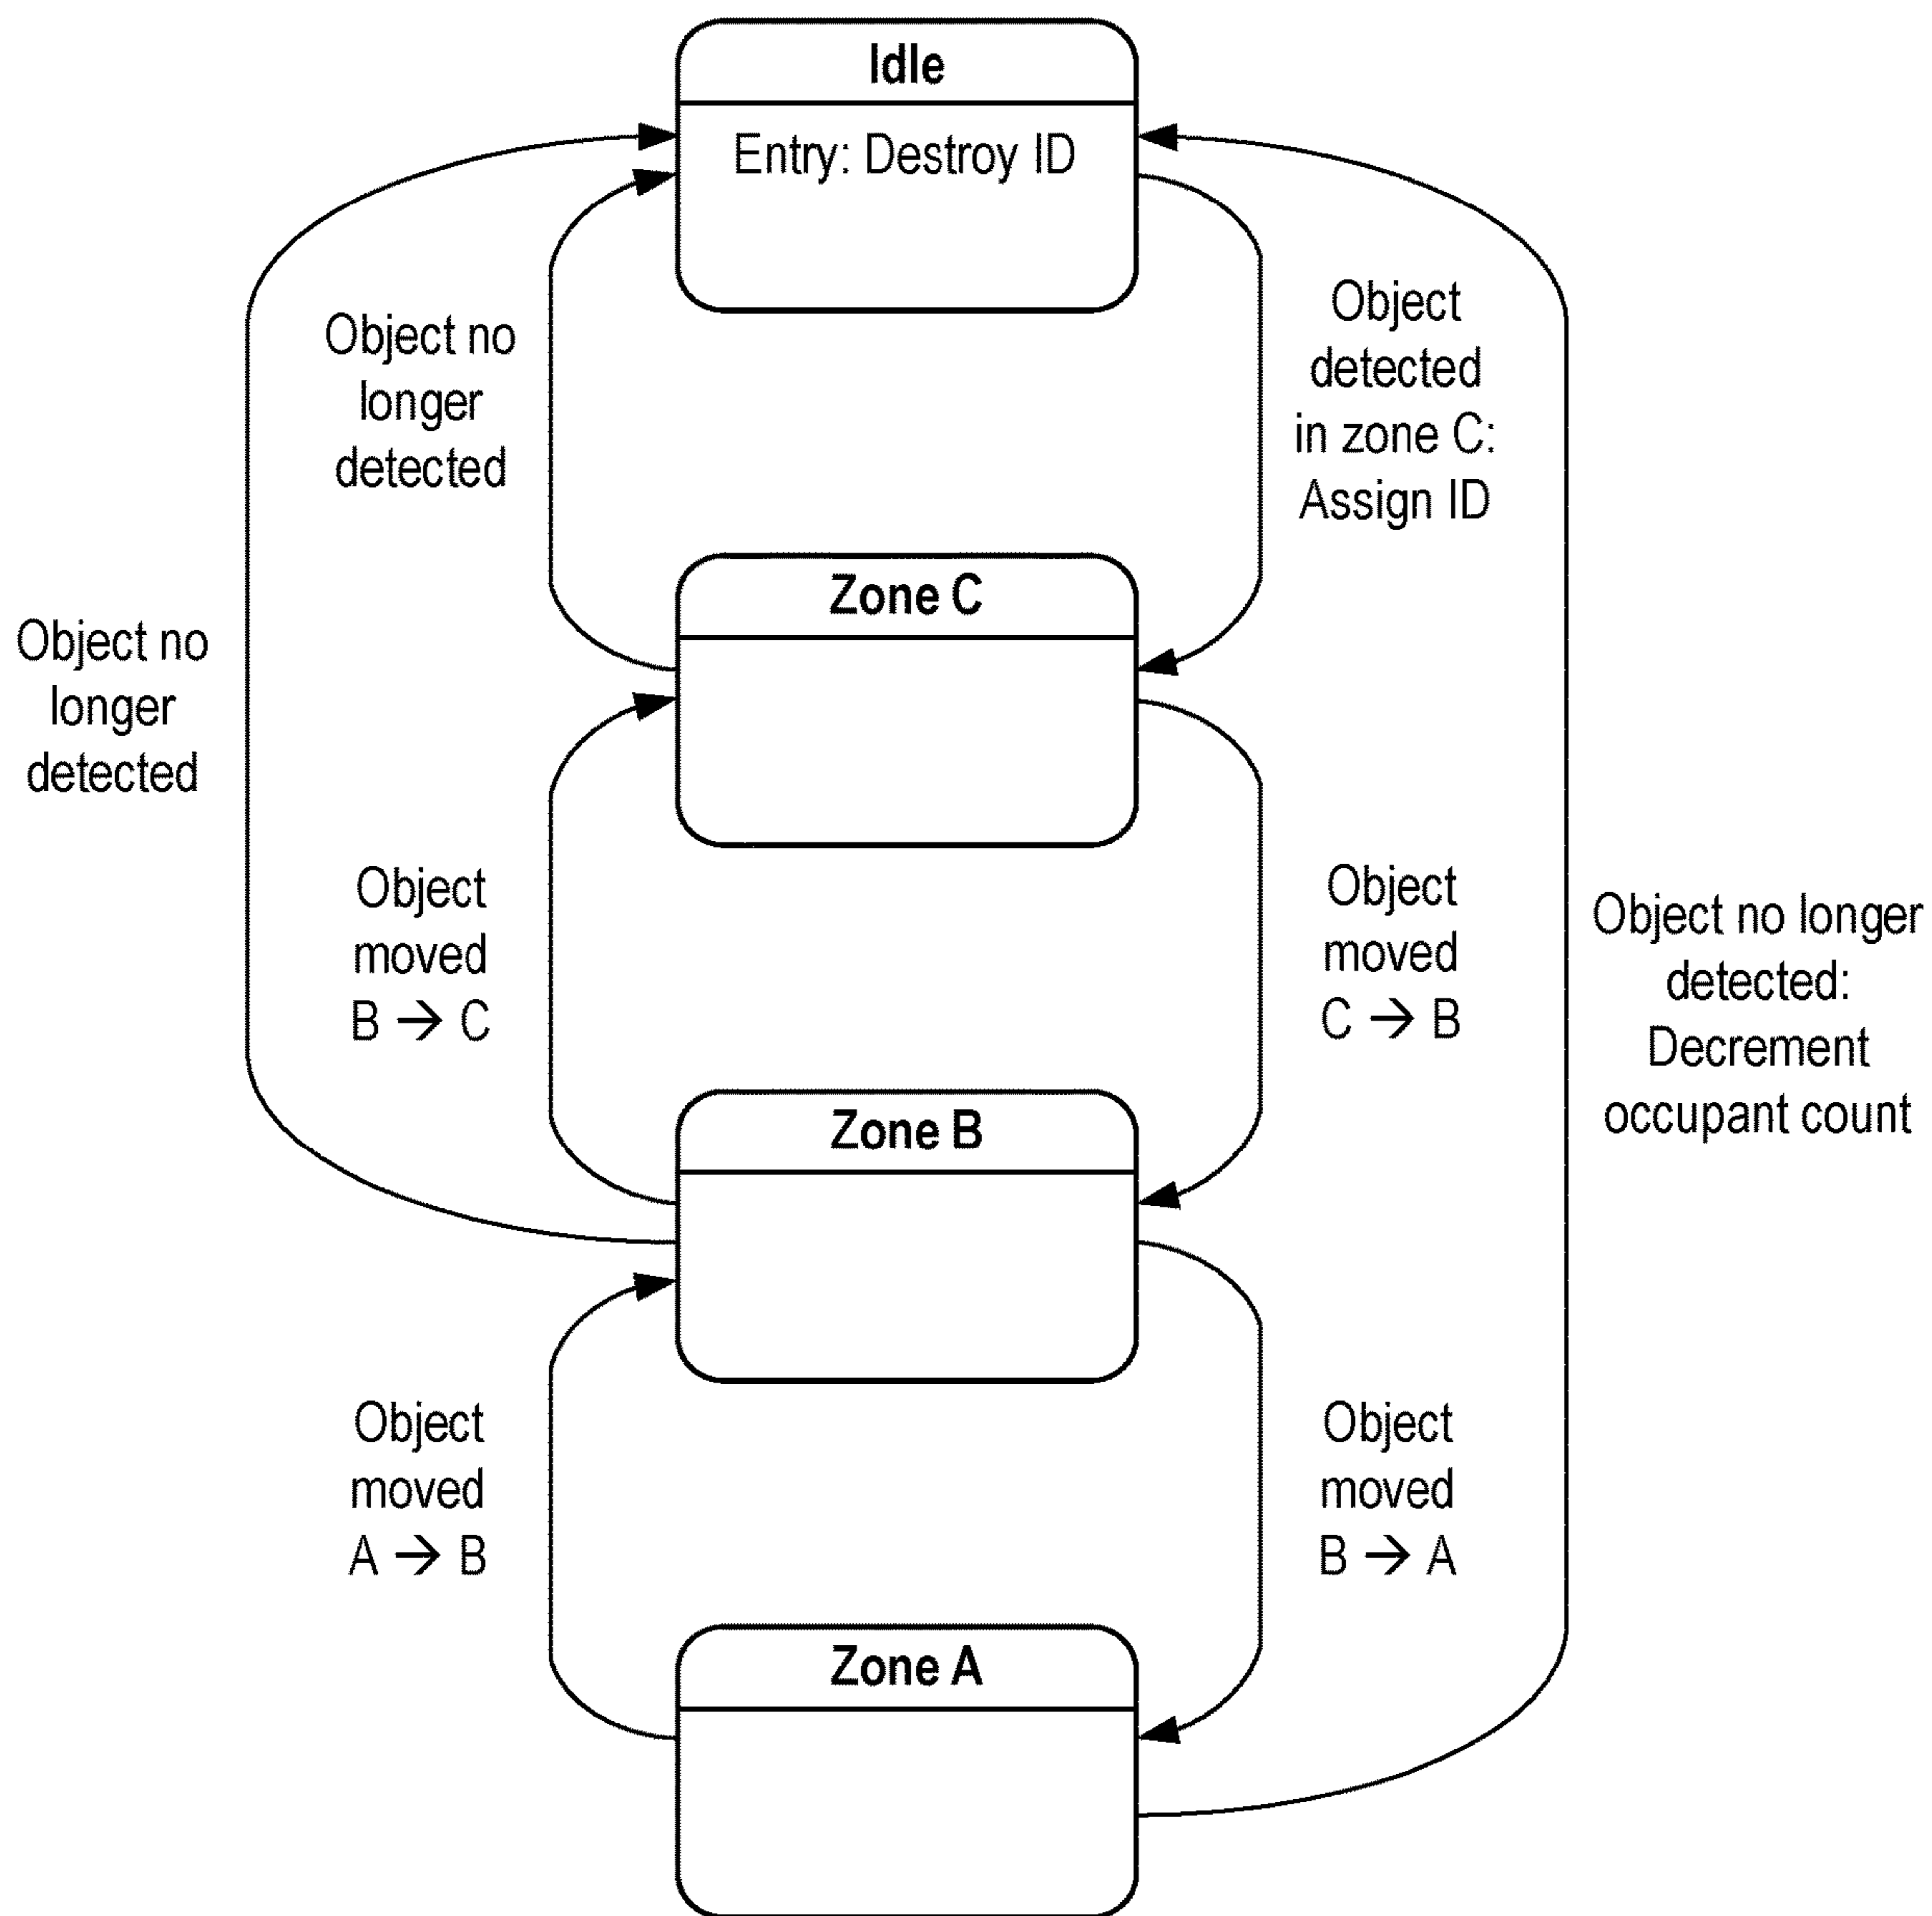 Idle
Entry: Destroy ID
Object no
longer
detected
Object
detected
in zone C:
Assign ID
Zone C
Object no
longer
detected
Object
moved
B → C
Object
moved
C → B
Object no longer
detected:
Decrement
occupant count
Zone B
Object
moved
A → B
Object
moved
B → A
Zone A